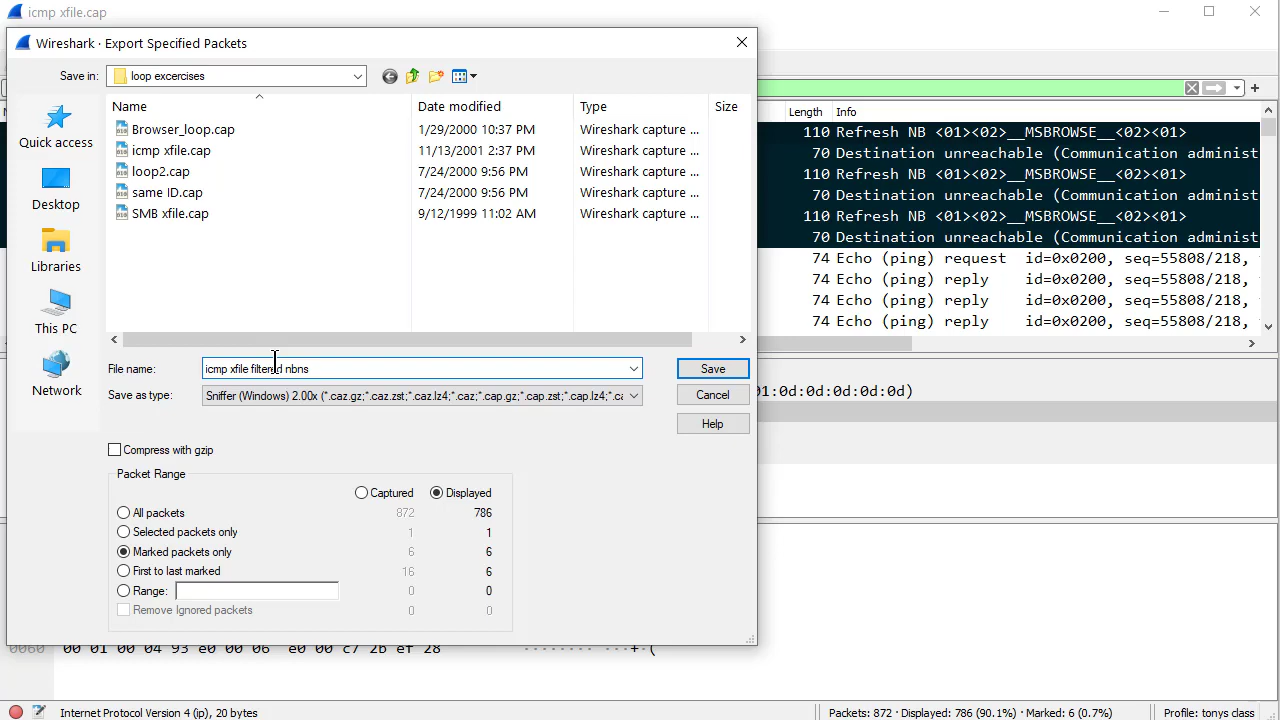 icmp xfile.cap
Wireshark · Export Specified Packets
Save in: loop excercises
Name Date modified Type Size
Browser_loop.cap 1/29/2000 10:37 PM Wireshark capture ...
icmp xfile.cap 11/13/2001 2:37 PM Wireshark capture ...
loop2.cap 7/24/2000 9:56 PM Wireshark capture ...
same ID.cap 7/24/2000 9:56 PM Wireshark capture ...
SMB xfile.cap 9/12/1999 11:02 AM Wireshark capture ...
Quick access
Desktop
Libraries
This PC
Network
File name: icmp xfile filtered nbns Save
Save as type: Sniffer (Windows) 2.00x (*.caz.gz;*.caz.zst;*.caz.lz4;*.caz;*.cap.gz;*.cap.zst;*.cap.lz4;*.ca Cancel
Help
Compress with gzip
Packet Range
Captured Displayed
All packets 872 786
Selected packets only 1 1
Marked packets only 6 6
First to last marked 16 6
Range: 0 0
Remove Ignored packets 0 0
Length Info
110 Refresh NB <01><02>__MSBROWSE__<02><01>
70 Destination unreachable (Communication administ
110 Refresh NB <01><02>__MSBROWSE__<02><01>
70 Destination unreachable (Communication administ
110 Refresh NB <01><02>__MSBROWSE__<02><01>
70 Destination unreachable (Communication administ
74 Echo (ping) request id=0x0200, seq=55808/218,
74 Echo (ping) reply id=0x0200, seq=55808/218,
74 Echo (ping) reply id=0x0200, seq=55808/218,
74 Echo (ping) reply id=0x0200, seq=55808/218,
01:0d:0d:0d:0d)
0060 00 01 00 04 93 e0 00 06 e0 00 c7 2b ef 28 ········ ···+·(
Internet Protocol Version 4 (ip), 20 bytes
Packets: 872 · Displayed: 786 (90.1%) · Marked: 6 (0.7%)
Profile: tonys class